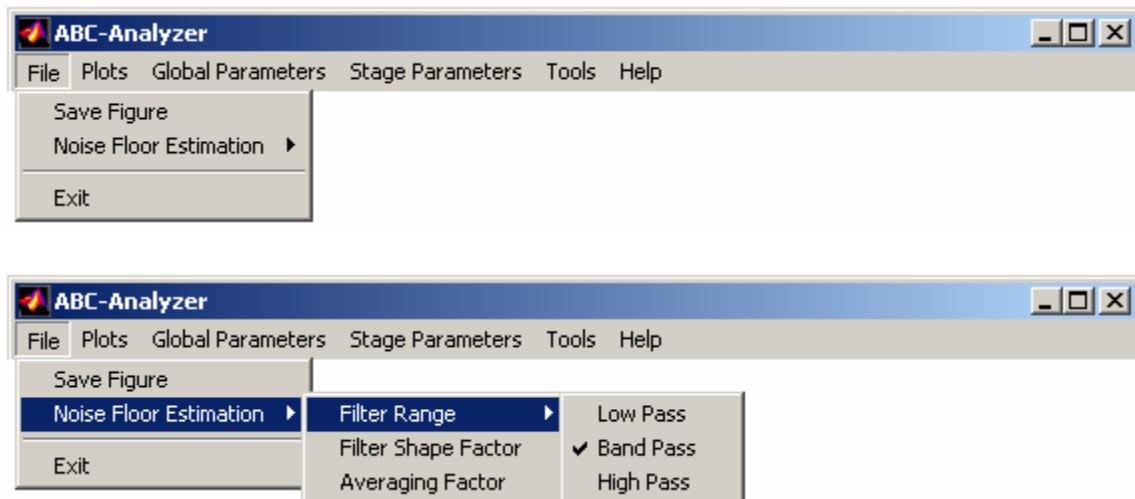 ABC-Analyzer
File Plots Global Parameters Stage Parameters Tools Help
Save Figure
Noise Floor Estimation
Exit
ABC-Analyzer
File Plots Global Parameters Stage Parameters Tools Help
Save Figure
Noise Floor Estimation Filter Range Low Pass
Filter Shape Factor Band Pass
Exit
Averaging Factor High Pass